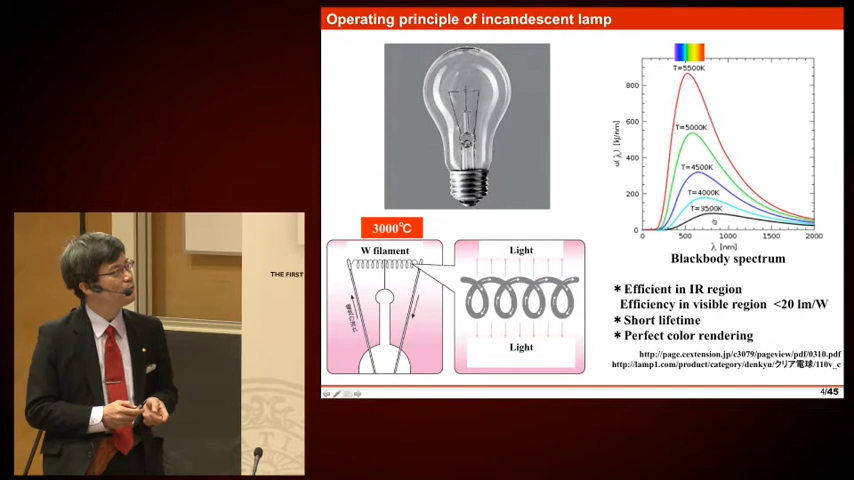 Operating principle of incandescent lamp
3000℃
W filament
Light
Light
T=5500K
T=5000K
T=4500K
T=4000K
T=3500K
800
600
400
200
0
u(λ) [kJ/nm]
0 500 1000 1500 2000
λ [nm]
Blackbody spectrum
＊Efficient in IR region
Efficiency in visible region <20 lm/W
＊Short lifetime
＊Perfect color rendering
http://page.cextension.jp/c3079/pageview/pdf/0310.pdf
http://lamp1.com/product/category/denkyu/クリア電球/110v_c
4/45
THE FIRST